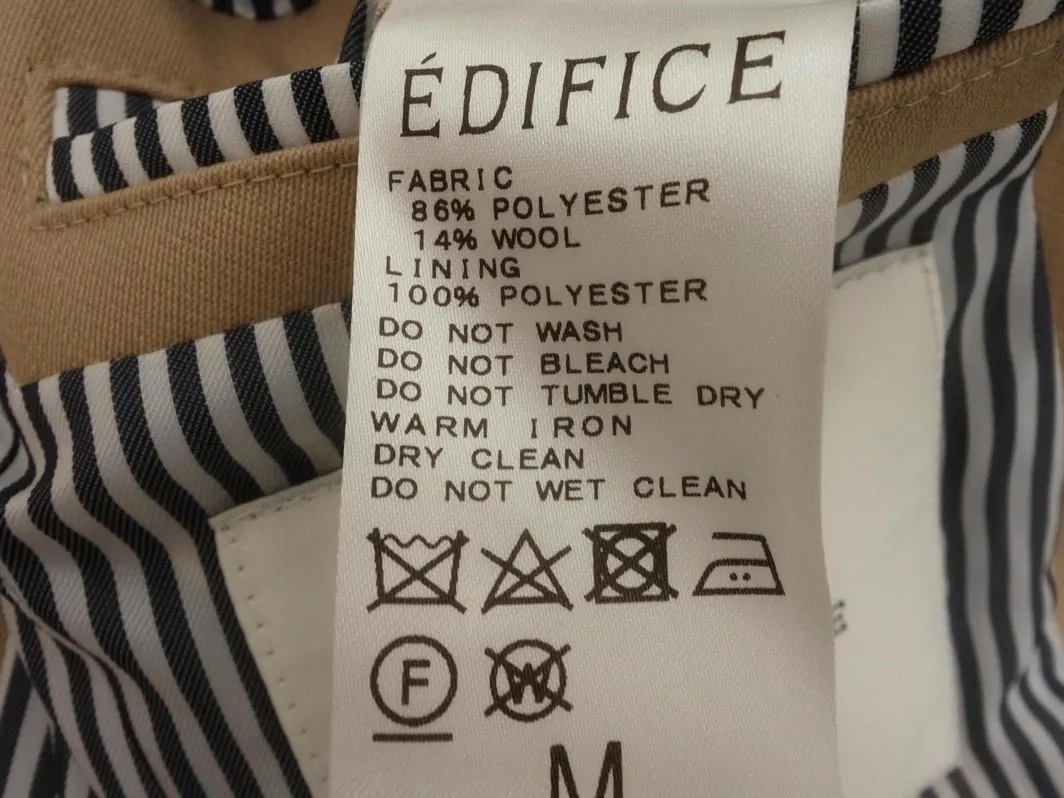 ÉDIFICE
FABRIC
86% POLYESTER
14% WOOL
LINING
100% POLYESTER
DO NOT WASH
DO NOT BLEACH
DO NOT TUMBLE DRY
WARM IRON
DRY CLEAN
DO NOT WET CLEAN
F
W
M